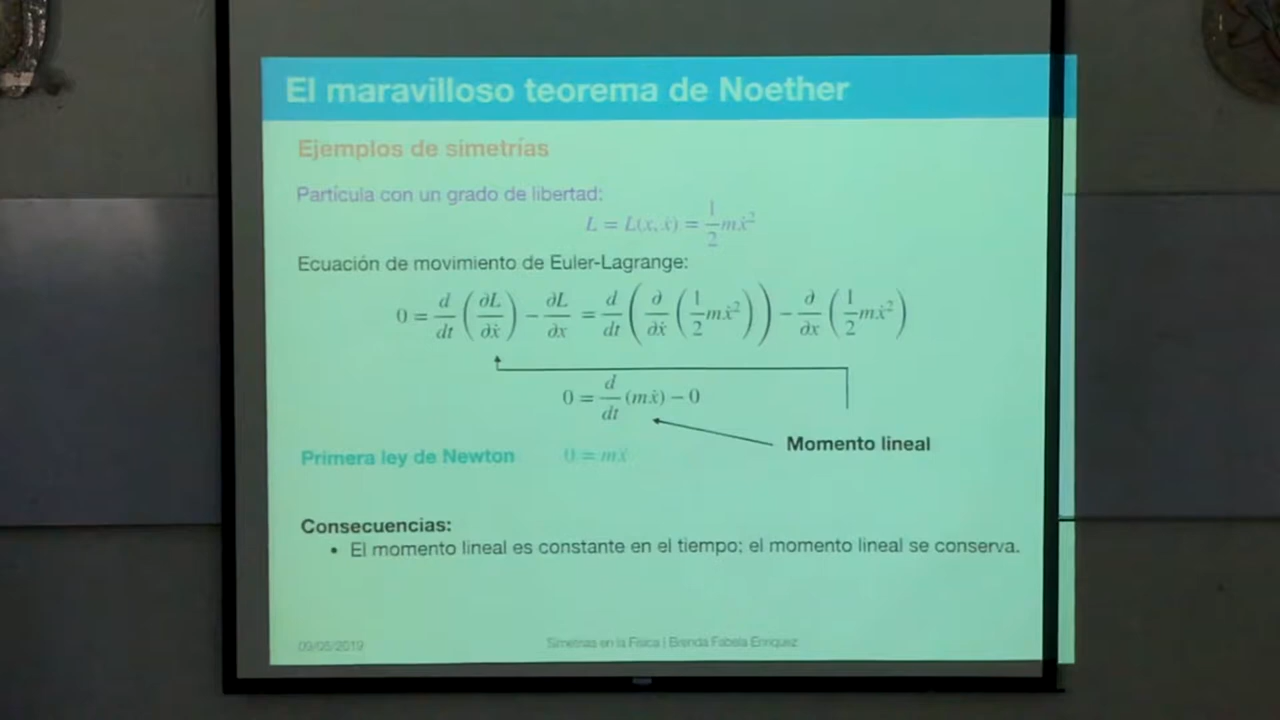 El maravilloso teorema de Noether
Ejemplos de simetrías
Partícula con un grado de libertad:
L = L(x, ẋ) = 1/2 mẋ²
Ecuación de movimiento de Euler-Lagrange:
0 = d/dt (∂L/∂ẋ) − ∂L/∂x = d/dt (∂/∂ẋ (1/2 mẋ²)) − ∂/∂x (1/2 mẋ²)
0 = d/dt (mẋ) − 0
Momento lineal
Primera ley de Newton 0 = mẍ
Consecuencias:
• El momento lineal es constante en el tiempo; el momento lineal se conserva.
09/05/2019 Simetrías en la Física | Brenda Fabela Enriquez